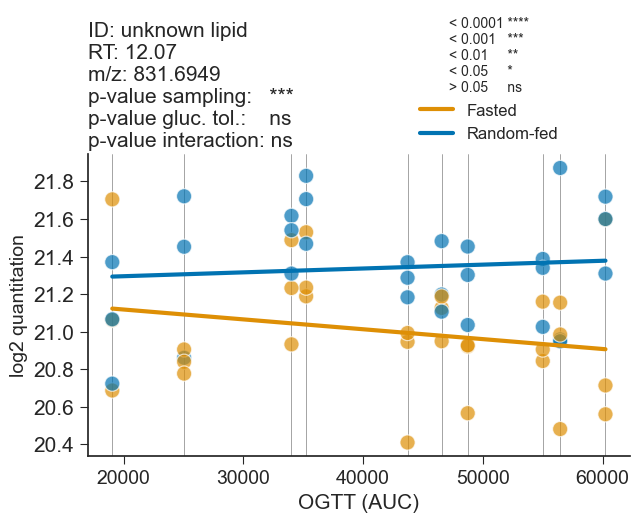 ID: unknown lipid
RT: 12.07
m/z: 831.6949
p-value sampling: ***
p-value gluc. tol.: ns
p-value interaction: ns
< 0.0001 ****
< 0.001 ***
< 0.01 **
< 0.05 *
> 0.05 ns
Fasted
Random-fed
log2 quantitation
21.8
21.6
21.4
21.2
21.0
20.8
20.6
20.4
20000 30000 40000 50000 60000
OGTT (AUC)